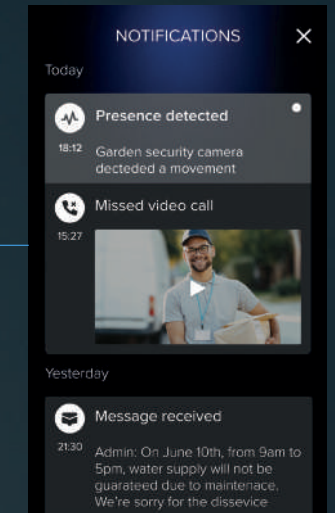 NOTIFICATIONS
Today
Presence detected
18:12
Garden security camera
decteded a movement
Missed video call
15:27
Yesterday
Message received
21:30
Admin: On June 10th, from 9am to
5pm, water supply will not be
guarateed due to maintenace.
We're sorry for the dissevice